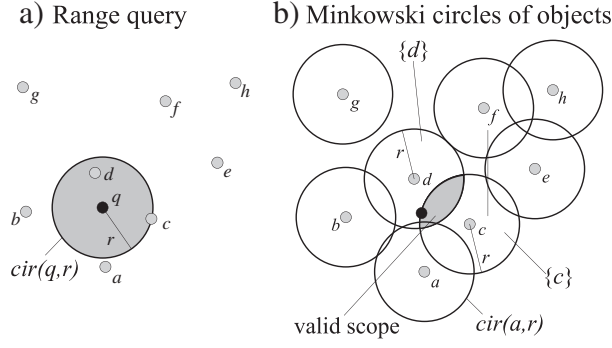 a) Range query
g
f
h
d
e
q
b
c
r
cir(q,r)
a
b) Minkowski circles of objects
{d}
g
f
h
r
d
e
b
c
r
a
{c}
valid scope
cir(a,r)